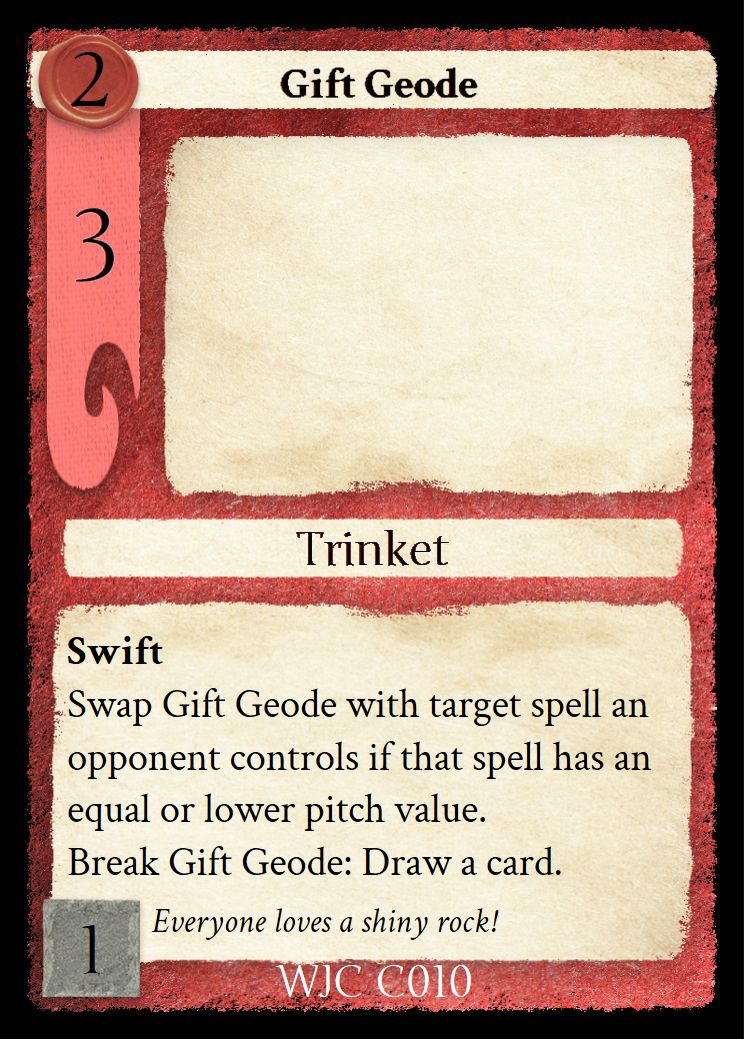 2
Gift Geode
3
Trinket
Swift
Swap Gift Geode with target spell an
opponent controls if that spell has an
equal or lower pitch value.
Break Gift Geode: Draw a card.
Everyone loves a shiny rock!
1
WJC C010